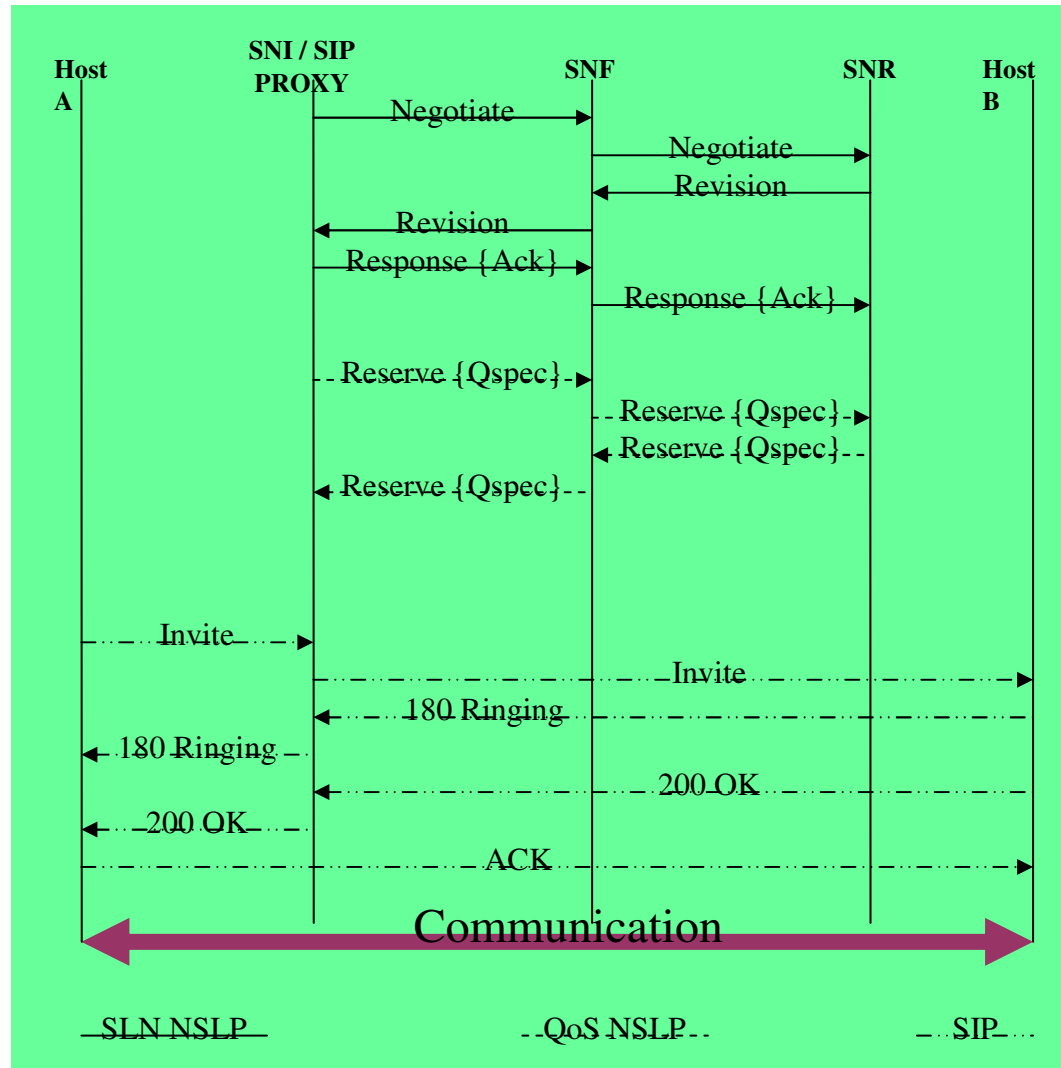 SNI / SIP
PROXY
Host
A
SNF
SNR
Host
B
Negotiate
Negotiate
Revision
Revision
Response {Ack}
Response {Ack}
Reserve {Qspec}
Reserve {Qspec}
Reserve {Qspec}
Reserve {Qspec}
Invite
Invite
180 Ringing
180 Ringing
200 OK
200 OK
ACK
Communication
SLN NSLP
QoS NSLP
SIP